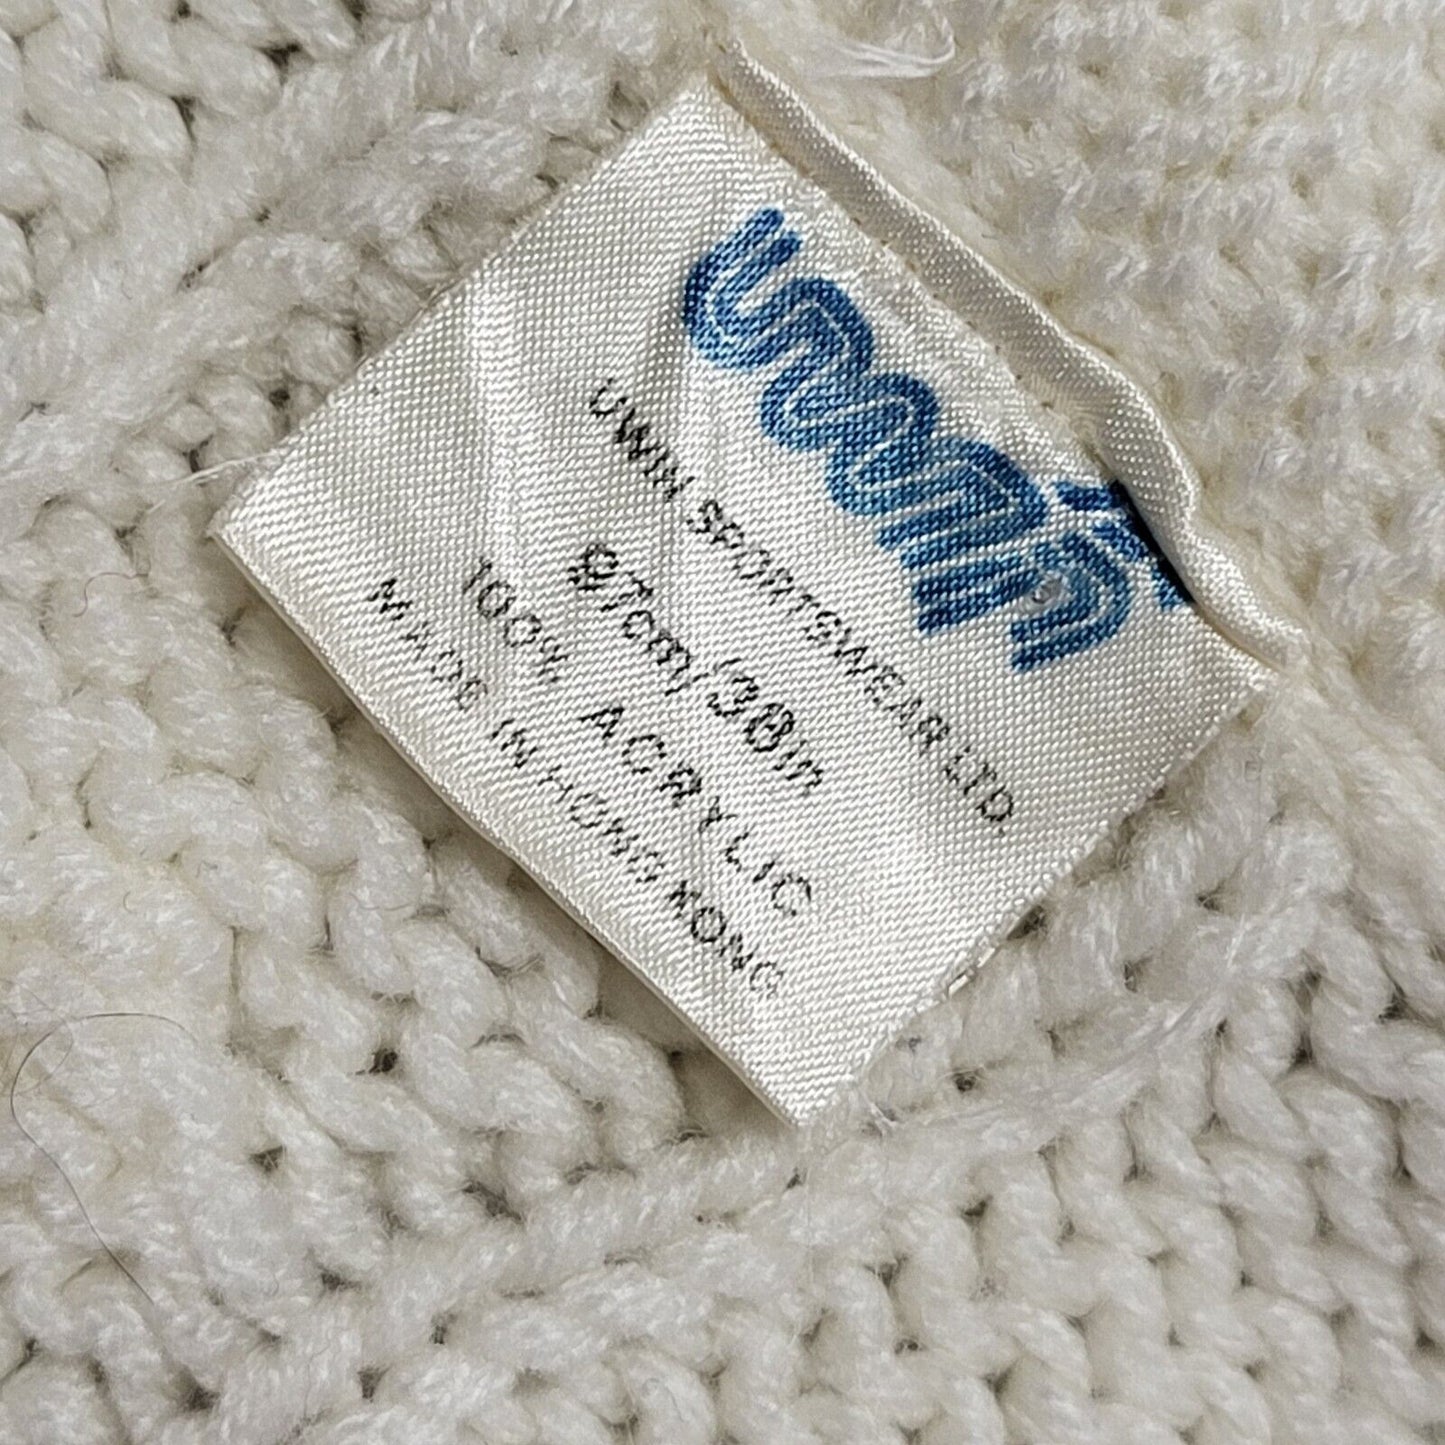 uwin
UWIN SPORTSWEAR LTD.
97cm/38in
100% ACRYLIC
MADE IN HONG KONG